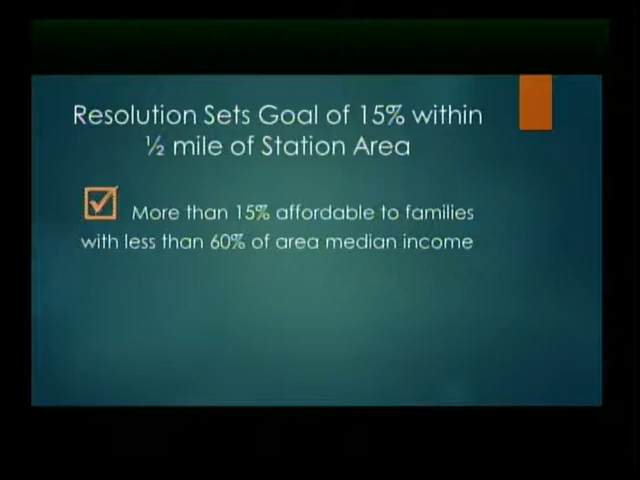 Resolution Sets Goal of 15% within
½ mile of Station Area
More than 15% affordable to families
with less than 60% of area median income